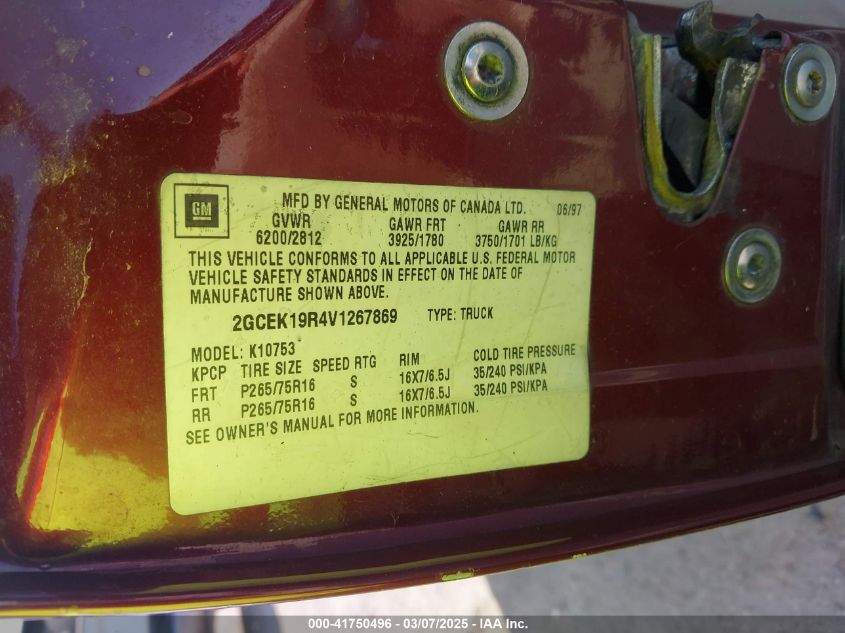 GM
MFD BY GENERAL MOTORS OF CANADA LTD. 06/97
GVWR GAWR FRT GAWR RR
6200/2812 3925/1780 3750/1701 LB/KG
THIS VEHICLE CONFORMS TO ALL APPLICABLE U.S. FEDERAL MOTOR
VEHICLE SAFETY STANDARDS IN EFFECT ON THE DATE OF
MANUFACTURE SHOWN ABOVE.
2GCEK19R4V1267869 TYPE: TRUCK
MODEL: K10753
KPCP TIRE SIZE SPEED RTG RIM COLD TIRE PRESSURE
FRT P265/75R16 S 16X7/6.5J 35/240 PSI/KPA
RR P265/75R16 S 16X7/6.5J 35/240 PSI/KPA
SEE OWNER'S MANUAL FOR MORE INFORMATION.
000-41750496 - 03/07/2025 - IAA Inc.